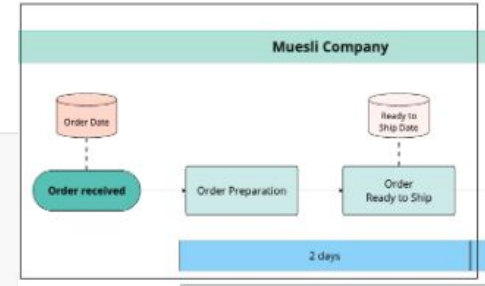 Muesli Company
Order Date
Ready to
Ship Date
Order received
Order Preparation
Order
Ready to Ship
2 days